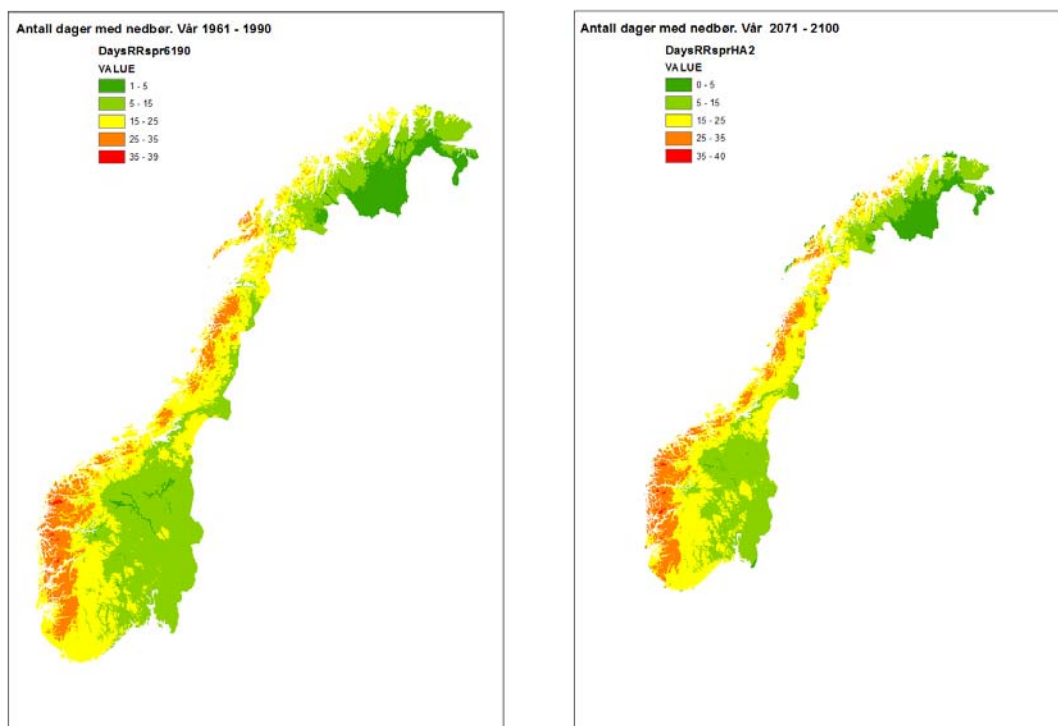 Antall dager med nedbør. Vår 1961 - 1990
DaysRRspr6190
VALUE
1 - 5
5 - 15
15 - 25
25 - 35
35 - 39
Antall dager med nedbør. Vår 2071 - 2100
DaysRRsprHA2
VALUE
0 - 5
5 - 15
15 - 25
25 - 35
35 - 40